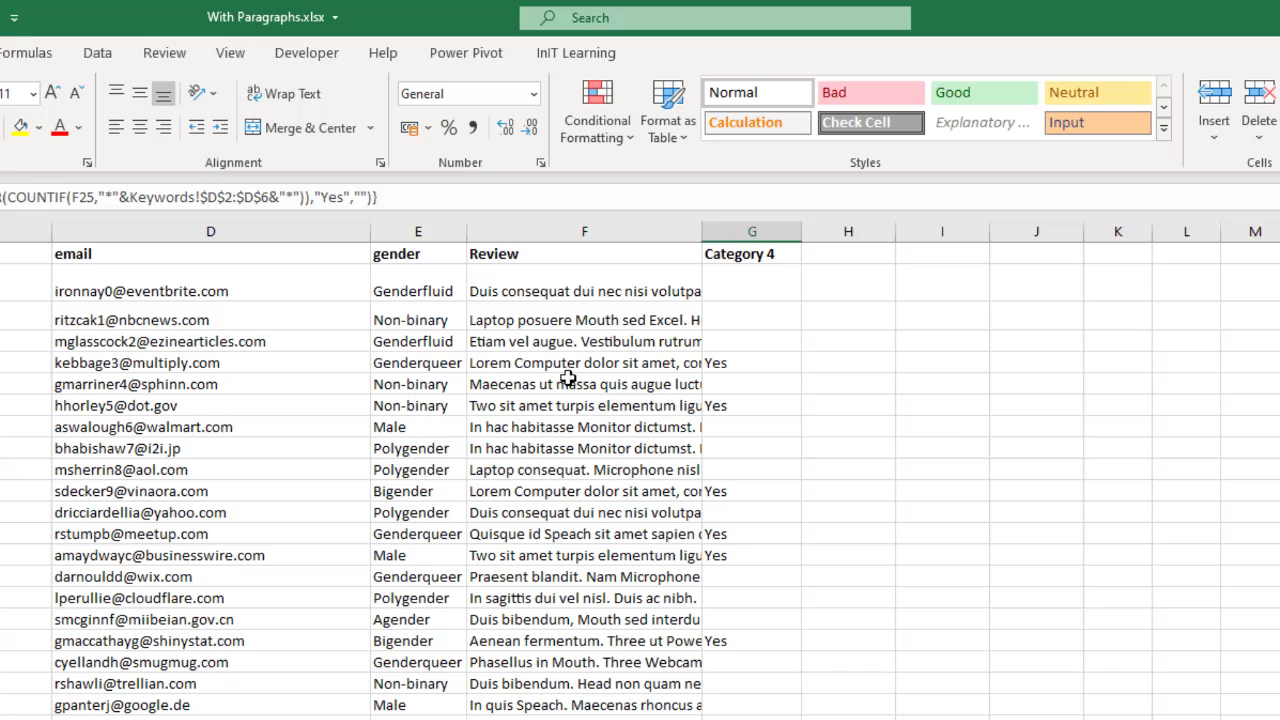 With Paragraphs.xlsx
Search
Formulas Data Review View Developer Help Power Pivot InIT Learning
11 Wrap Text General Normal Bad Good Neutral
Merge & Center Conditional Formatting Format as Table Calculation Check Cell Explanatory ... Input Insert Delete
Alignment Number Styles Cells
(COUNTIF(F25,"*"&Keywords!$D$2:$D$6&"*")),"Yes","")}
D E F G H I J K L M
email gender Review Category 4
ironnay0@eventbrite.com Genderfluid Duis consequat dui nec nisi volutpa
ritzcak1@nbcnews.com Non-binary Laptop posuere Mouth sed Excel. H
mglasscock2@ezinearticles.com Genderfluid Etiam vel augue. Vestibulum rutrum
kebbage3@multiply.com Genderqueer Lorem Computer dolor sit amet, con Yes
gmarriner4@sphinn.com Non-binary Maecenas ut massa quis augue luctu
hhorley5@dot.gov Non-binary Two sit amet turpis elementum ligu Yes
aswalough6@walmart.com Male In hac habitasse Monitor dictumst.
bhabishaw7@i2i.jp Polygender In hac habitasse Monitor dictumst.
msherrin8@aol.com Polygender Laptop consequat. Microphone nisl
sdecker9@vinaora.com Bigender Lorem Computer dolor sit amet, con Yes
dricciardellia@yahoo.com Polygender Duis consequat dui nec nisi volutpa
rstumpb@meetup.com Genderqueer Quisque id Speach sit amet sapien Yes
amaydwayc@businesswire.com Male Two sit amet turpis elementum ligu Yes
darnouldd@wix.com Genderqueer Praesent blandit. Nam Microphone
lperullie@cloudflare.com Polygender In sagittis dui vel nisl. Duis ac nibh.
smcginnf@miibeian.gov.cn Agender Duis bibendum, Mouth sed interdu
gmaccathayg@shinystat.com Bigender Aenean fermentum. Three ut Powe Yes
cyellandh@smugmug.com Genderqueer Phasellus in Mouth. Three Webcam
rshawli@trellian.com Non-binary Duis bibendum. Head non quam ne
gpanterj@google.de Male In quis Speach. Maecenas rhoncus a